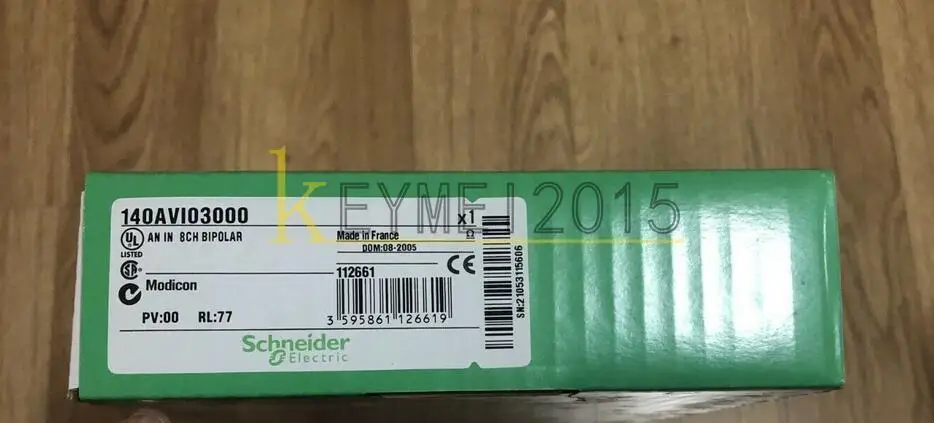 KEYMEI2015
140AVI03000
x1
UL
LISTED
AN IN 8CH BIPOLAR
Made in France
DOM:08-2005
112661
CE
Modicon
PV:00 RL:77
3 595861 126619
SN:21053115606
Schneider
Electric